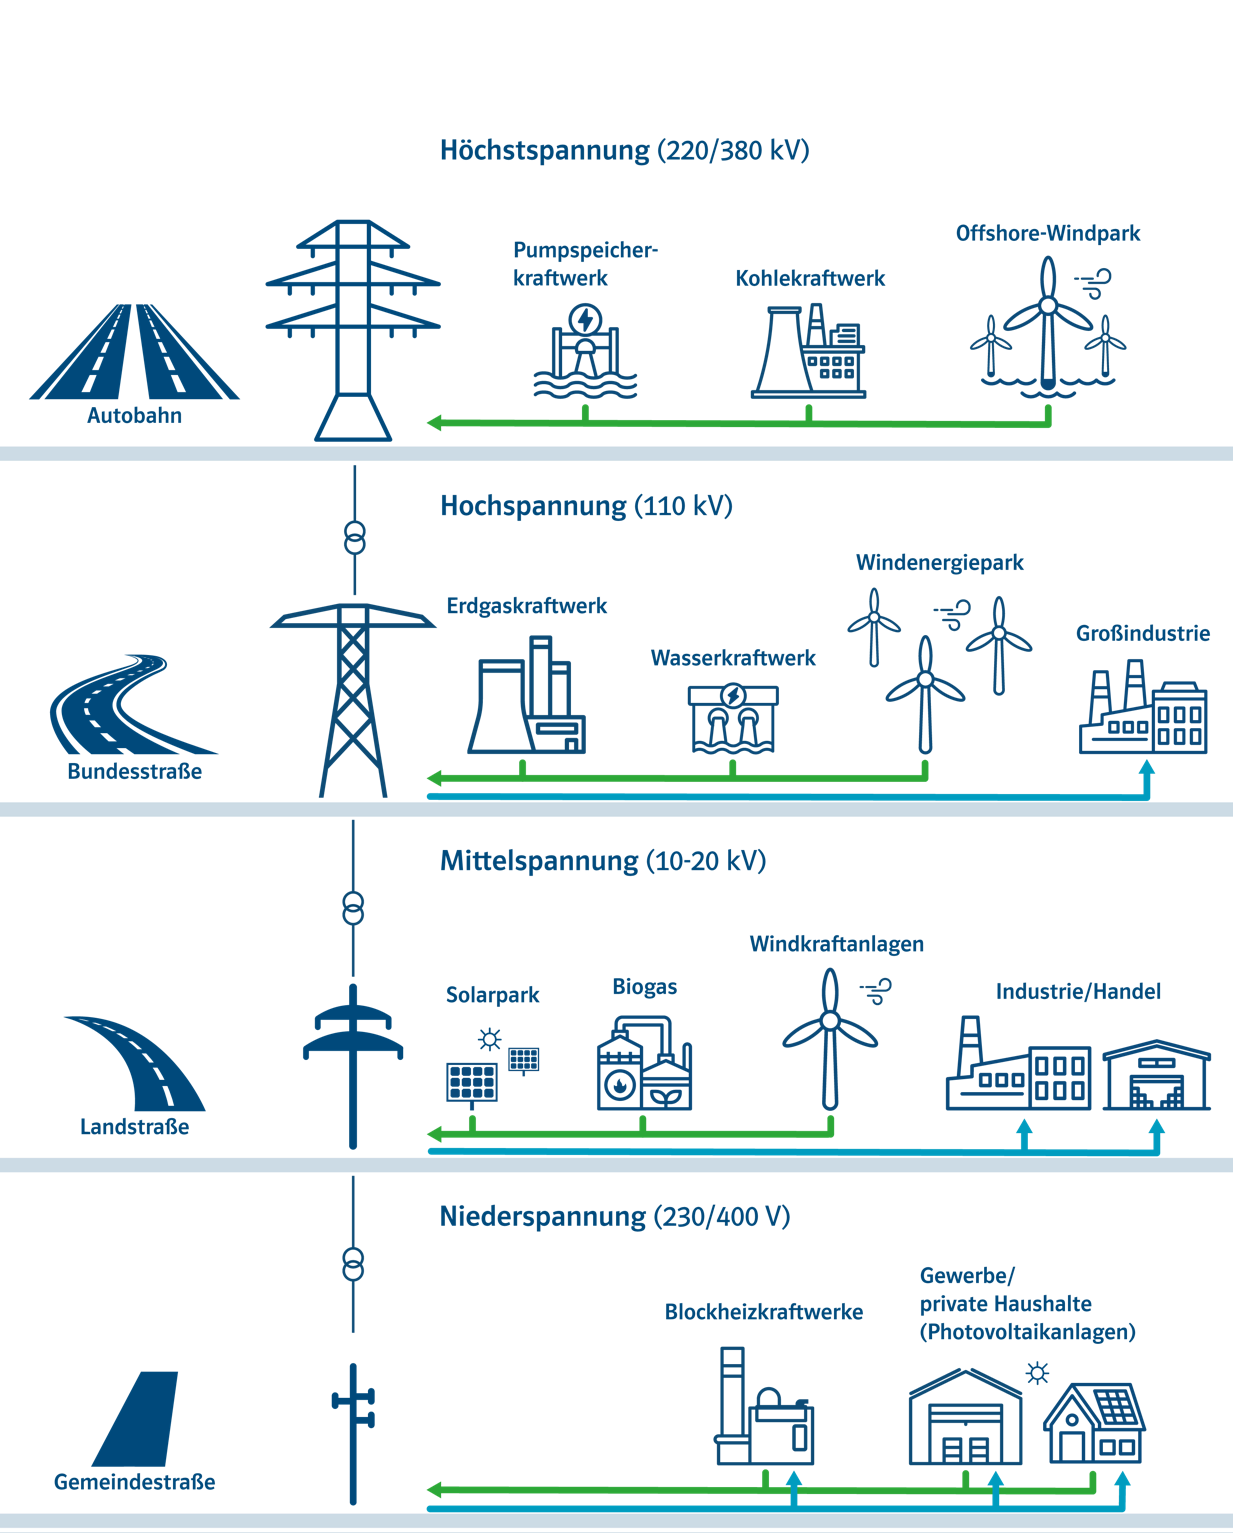 Höchstspannung (220/380 kV)
Offshore-Windpark
Pumpspeicher-
kraftwerk
Kohlekraftwerk
Autobahn
Hochspannung (110 kV)
Windenergiepark
Erdgaskraftwerk
Großindustrie
Wasserkraftwerk
Bundesstraße
Mittelspannung (10-20 kV)
Windkraftanlagen
Biogas
Industrie/Handel
Solarpark
Landstraße
Niederspannung (230/400 V)
Gewerbe/
private Haushalte
(Photovoltaikanlagen)
Blockheizkraftwerke
Gemeindestraße